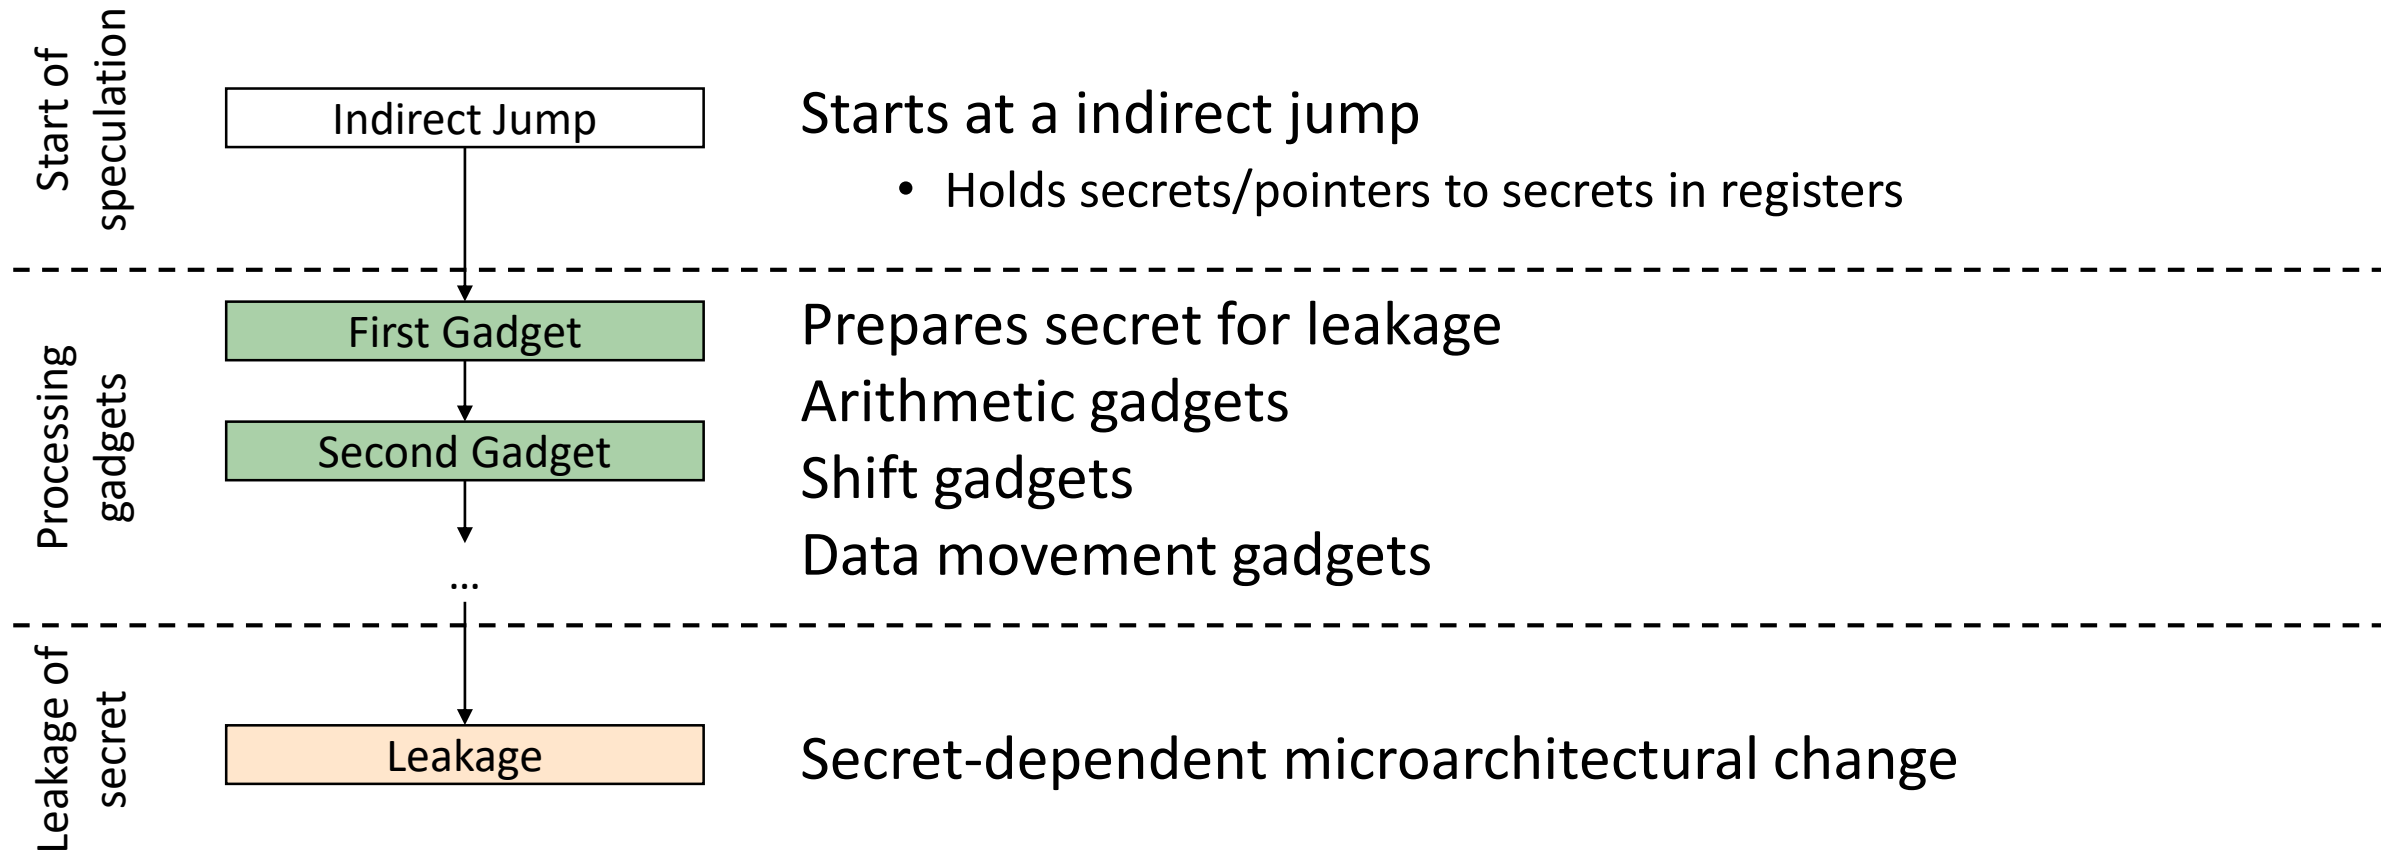 Start of
speculation
Indirect Jump
Starts at a indirect jump
• Holds secrets/pointers to secrets in registers
Processing
gadgets
First Gadget
Second Gadget
...
Prepares secret for leakage
Arithmetic gadgets
Shift gadgets
Data movement gadgets
Leakage of
secret
Leakage
Secret-dependent microarchitectural change